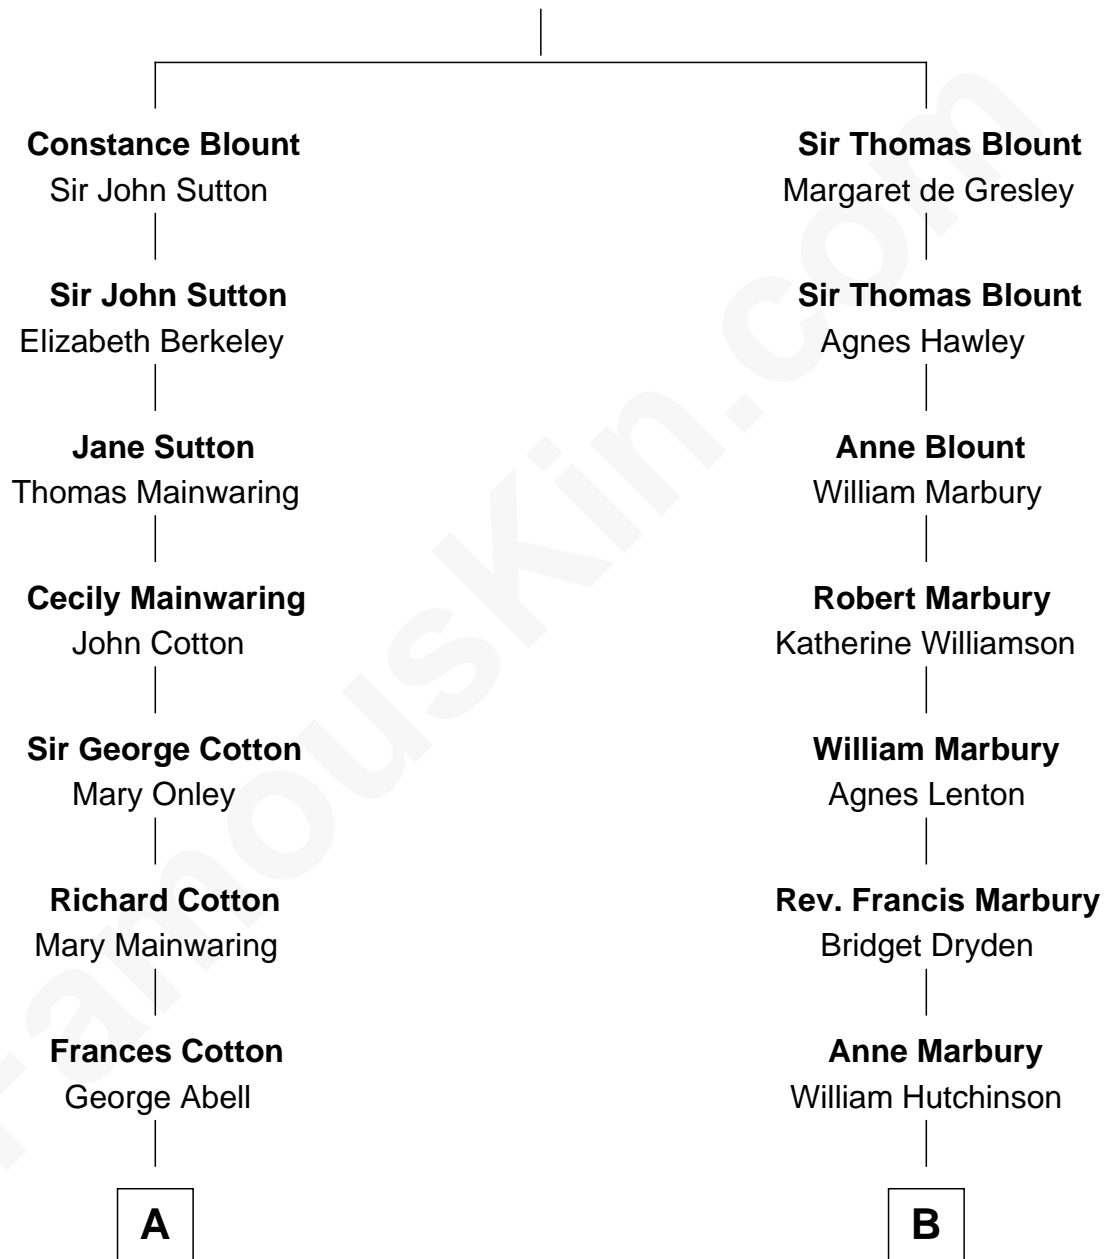 Constance Blount
Sir John Sutton
Sir Thomas Blount
Margaret de Gresley
Sir John Sutton
Elizabeth Berkeley
Sir Thomas Blount
Agnes Hawley
Jane Sutton
Thomas Mainwaring
Anne Blount
William Marbury
Cecily Mainwaring
John Cotton
Robert Marbury
Katherine Williamson
Sir George Cotton
Mary Onley
William Marbury
Agnes Lenton
Richard Cotton
Mary Mainwaring
Rev. Francis Marbury
Bridget Dryden
Frances Cotton
George Abell
Anne Marbury
William Hutchinson
A
B
FamousKin.com